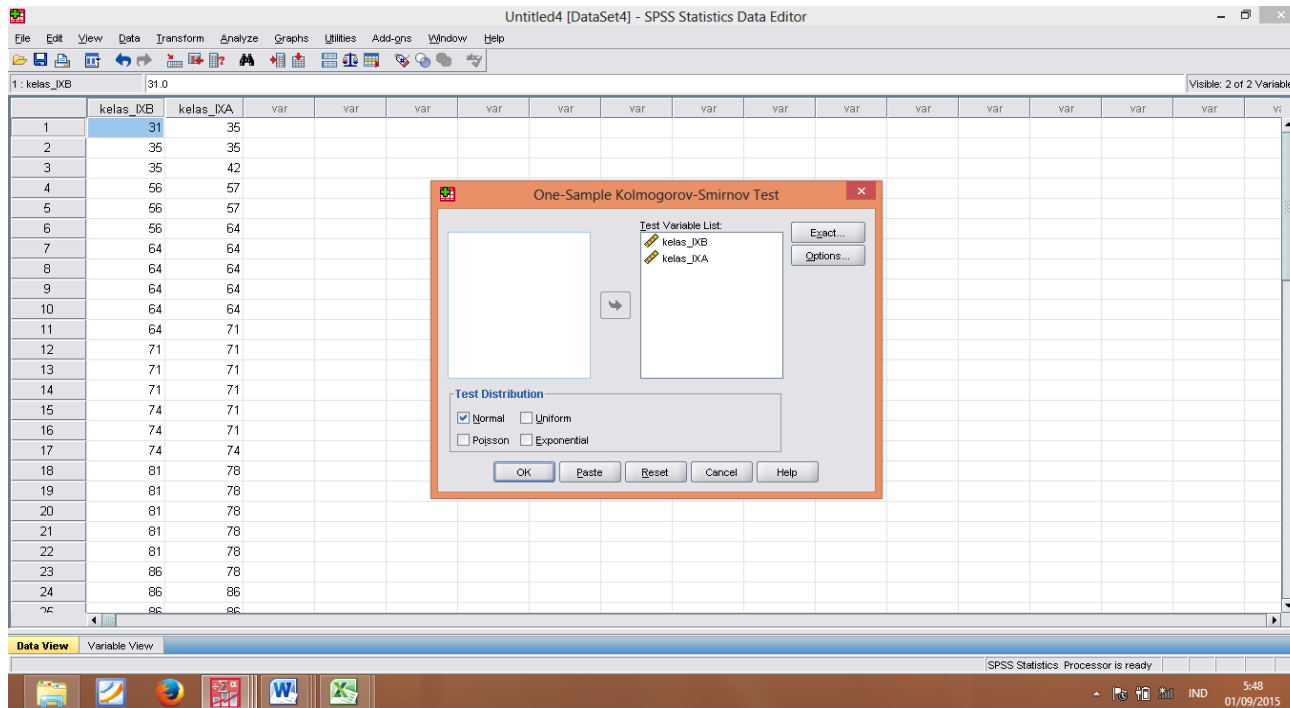 Untitled4 [DataSet4] - SPSS Statistics Data Editor
File Edit View Data Transform Analyze Graphs Utilities Add-ons Window Help
1 : kelas_IXB 31.0 Visible: 2 of 2 Variable
kelas_IXB kelas_IXA var var var var var var var var var var var var var var
1 31 35
2 35 35
3 35 42
4 56 57
5 56 57
6 56 64
7 64 64
8 64 64
9 64 64
10 64 64
11 64 71
12 71 71
13 71 71
14 71 71
15 74 71
16 74 71
17 74 74
18 81 78
19 81 78
20 81 78
21 81 78
22 81 78
23 86 78
24 86 86
25 86 86
One-Sample Kolmogorov-Smirnov Test
Test Variable List:
kelas_IXB
kelas_IXA
Exact...
Options...
Test Distribution
Normal Uniform
Poisson Exponential
OK Paste Reset Cancel Help
Data View Variable View
SPSS Statistics Processor is ready
IND 5:48
01/09/2015